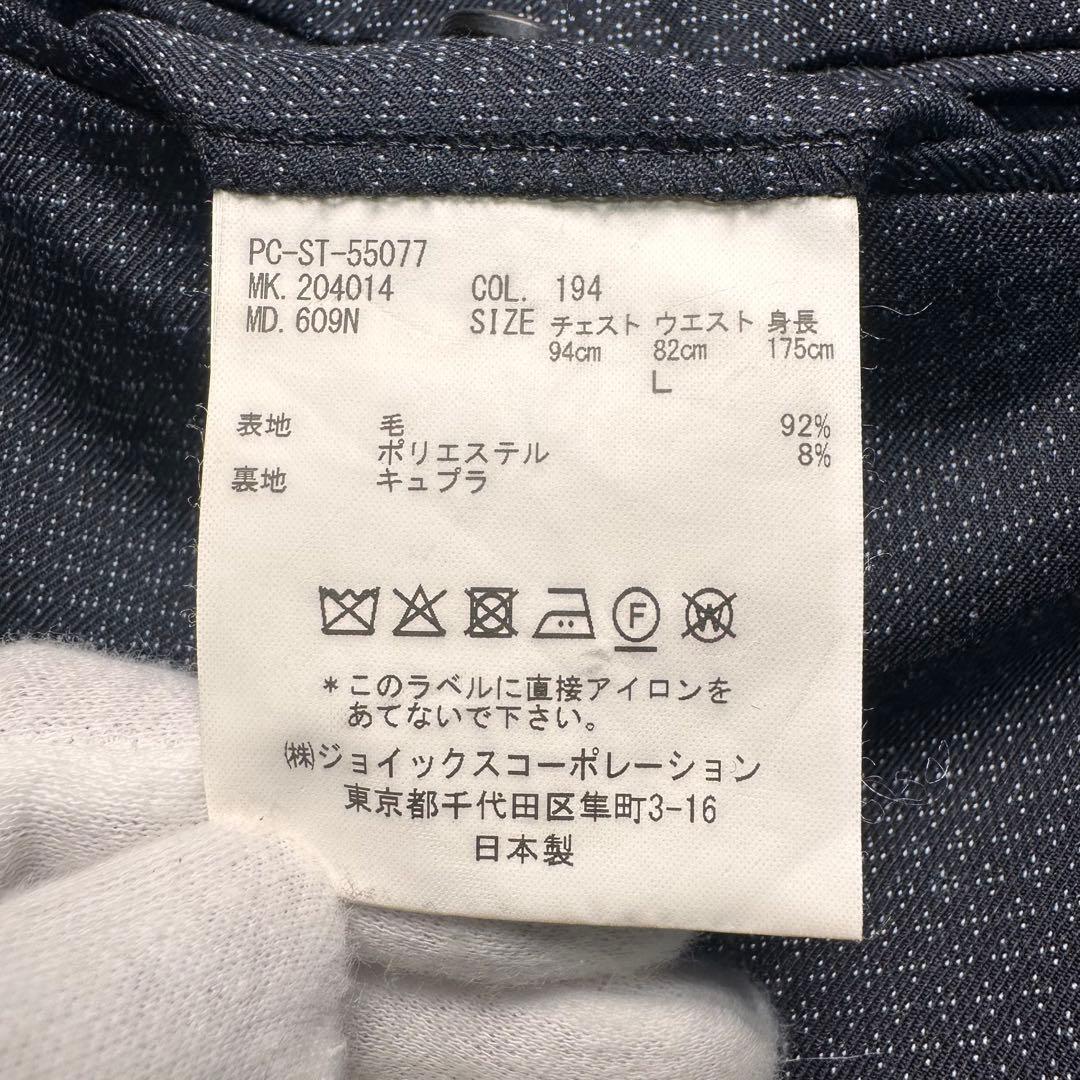 PC-ST-55077
MK. 204014 COL. 194
MD. 609N SIZE チェスト ウエスト 身長
94cm 82cm 175cm
L
表地 毛 92%
ポリエステル 8%
裏地 キュプラ
F W
*このラベルに直接アイロンを
あてないで下さい。
㈱ジョイックスコーポレーション
東京都千代田区隼町3-16
日本製